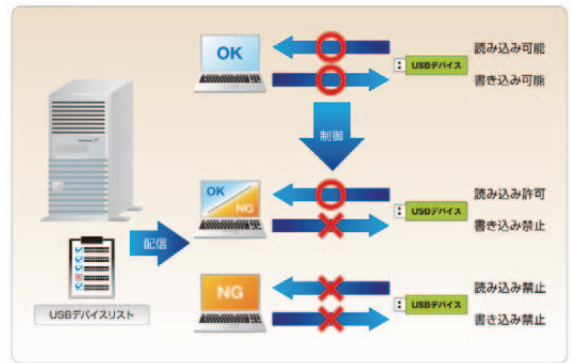 OK
USBデバイス
読み込み可能
書き込み可能
制御
OK
NG
USBデバイス
読み込み許可
書き込み禁止
配信
USBデバイスリスト
NG
USBデバイス
読み込み禁止
書き込み禁止